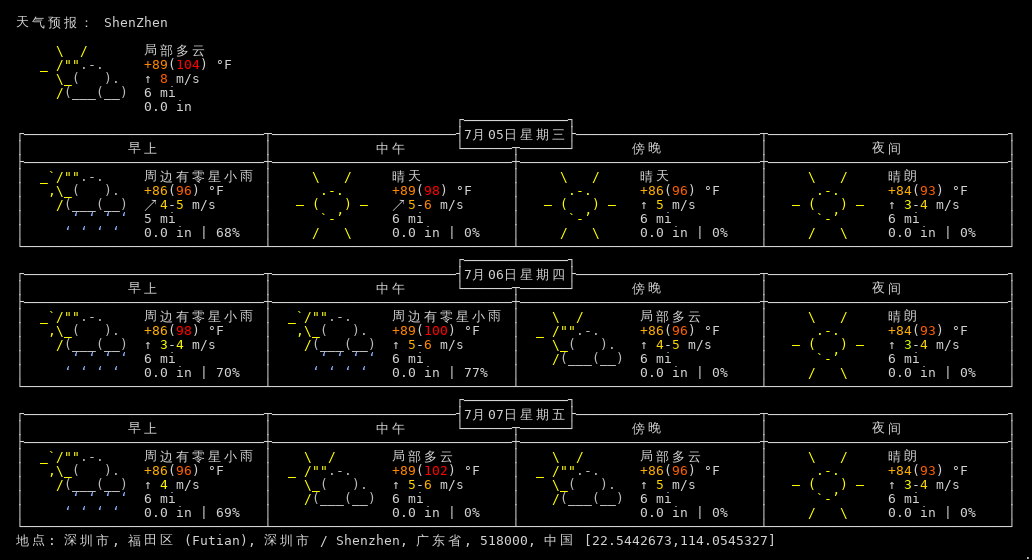 天气预报： ShenZhen
局部多云
+89(104) °F
↑ 8 m/s
6 mi
0.0 in
7月05日星期三
早上 中午 傍晚 夜间
周边有零星小雨 晴天 晴天 晴朗
+86(96) °F +89(98) °F +86(96) °F +84(93) °F
↗ 4-5 m/s ↗ 5-6 m/s ↑ 5 m/s ↑ 3-4 m/s
5 mi 6 mi 6 mi 6 mi
0.0 in | 68% 0.0 in | 0% 0.0 in | 0% 0.0 in | 0%
7月06日星期四
早上 中午 傍晚 夜间
周边有零星小雨 周边有零星小雨 局部多云 晴朗
+86(98) °F +89(100) °F +86(96) °F +84(93) °F
↑ 3-4 m/s ↑ 5-6 m/s ↑ 4-5 m/s ↑ 3-4 m/s
6 mi 6 mi 6 mi 6 mi
0.0 in | 70% 0.0 in | 77% 0.0 in | 0% 0.0 in | 0%
7月07日星期五
早上 中午 傍晚 夜间
周边有零星小雨 局部多云 局部多云 晴朗
+86(96) °F +89(102) °F +86(96) °F +84(93) °F
↑ 4 m/s ↑ 5-6 m/s ↑ 5 m/s ↑ 3-4 m/s
6 mi 6 mi 6 mi 6 mi
0.0 in | 69% 0.0 in | 0% 0.0 in | 0% 0.0 in | 0%
地点: 深圳市, 福田区 (Futian), 深圳市 / Shenzhen, 广东省, 518000, 中国 [22.5442673,114.0545327]